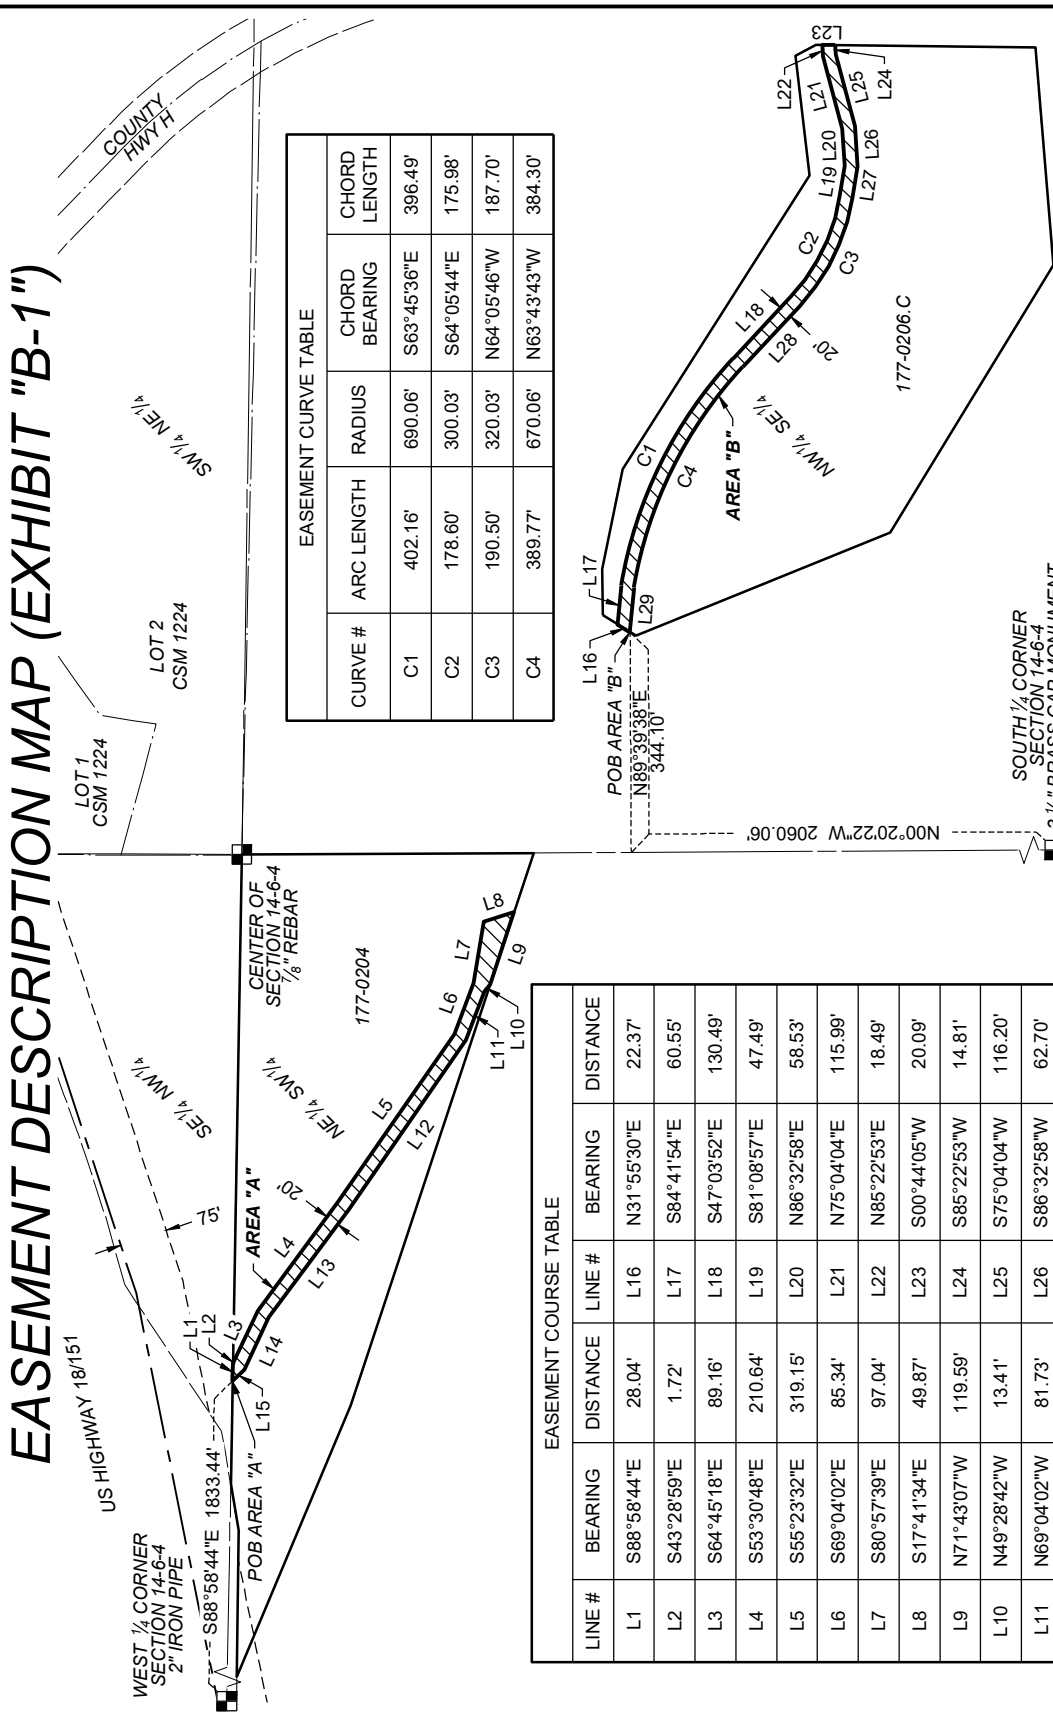 EASEMENT DESCRIPTION MAP (EXHIBIT "B-1")
COUNTY
HWY H
SW¼ NE¼
LOT 1
CSM 1224
LOT 2
CSM 1224
US HIGHWAY 18/151
75'
SE¼ NW¼
WEST ¼ CORNER
SECTION 14-6-4
2" IRON PIPE
S88°58'44"E 1833.44'
POB AREA "A"
CENTER OF
SECTION 14-6-4
⅞" REBAR
NE¼ SW¼
177-0204
AREA "A"
20'
L1
L2
L3
L4
L5
L6
L7
L8
L9
L10
L11
L12
L13
L14
L15
EASEMENT CURVE TABLE
CURVE # ARC LENGTH RADIUS CHORD BEARING CHORD LENGTH
C1 402.16' 690.06' S63°45'36"E 396.49'
C2 178.60' 300.03' S64°05'44"E 175.98'
C3 190.50' 320.03' N64°05'46"W 187.70'
C4 389.77' 670.06' N63°43'43"W 384.30'
L16
L17
C1
C4
L18
L28
20'
C2
C3
L19
L20
L27
L26
L21
L25
L22
L23
L24
L29
AREA "B"
NW¼ SE¼
177-0206.C
POB AREA "B"
N89°39'38"E
344.10'
N00°20'22"W 2060.06'
SOUTH ¼ CORNER
SECTION 14-6-4
EASEMENT COURSE TABLE
LINE # BEARING DISTANCE LINE # BEARING DISTANCE
L1 S88°58'44"E 28.04' L16 N31°55'30"E 22.37'
L2 S43°28'59"E 1.72' L17 S84°41'54"E 60.55'
L3 S64°45'18"E 89.16' L18 S47°03'52"E 130.49'
L4 S53°30'48"E 210.64' L19 S81°08'57"E 47.49'
L5 S55°23'32"E 319.15' L20 N86°32'58"E 58.53'
L6 S69°04'02"E 85.34' L21 N75°04'04"E 115.99'
L7 S80°57'39"E 97.04' L22 N85°22'53"E 18.49'
L8 S17°41'34"E 49.87' L23 S00°44'05"W 20.09'
L9 N71°43'07"W 119.59' L24 S85°22'53"W 14.81'
L10 N49°28'42"W 13.41' L25 S75°04'04"W 116.20'
L11 N69°04'02"W 81.73' L26 S86°32'58"W 62.70'